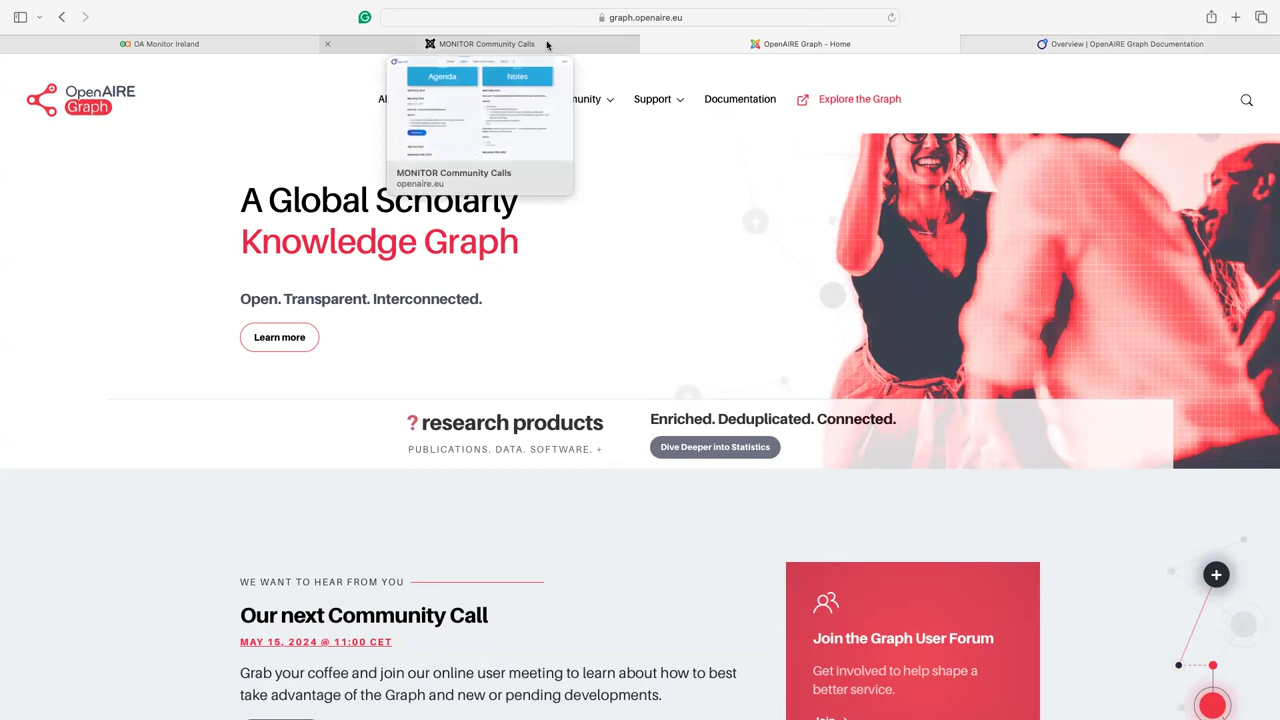 graph.openaire.eu
OA Monitor Ireland
MONITOR Community Calls
OpenAIRE Graph - Home
Overview | OpenAIRE Graph Documentation
OpenAIRE
Graph
Support
Documentation
Explore the Graph
Agenda
Notes
MONITOR Community Calls
openaire.eu
A Global Scholarly
Knowledge Graph
Open. Transparent. Interconnected.
Learn more
? research products
PUBLICATIONS. DATA. SOFTWARE. +
Enriched. Deduplicated. Connected.
Dive Deeper into Statistics
WE WANT TO HEAR FROM YOU
Our next Community Call
MAY 15, 2024 @ 11:00 CET
Grab your coffee and join our online user meeting to learn about how to best
take advantage of the Graph and new or pending developments.
Join the Graph User Forum
Get involved to help shape a
better service.